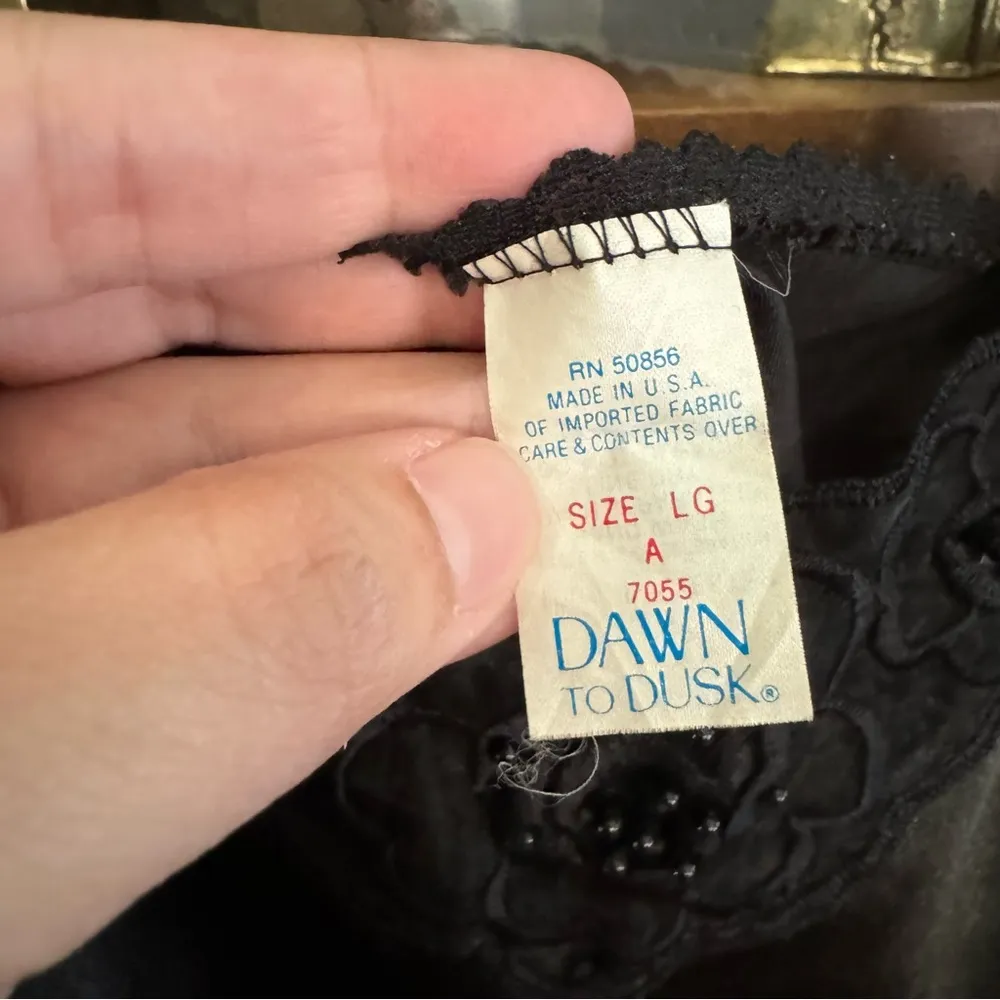 RN 50856
MADE IN U.S.A.
OF IMPORTED FABRIC
CARE & CONTENTS OVER
SIZE LG
A
7055
DAWN
TO DUSK®